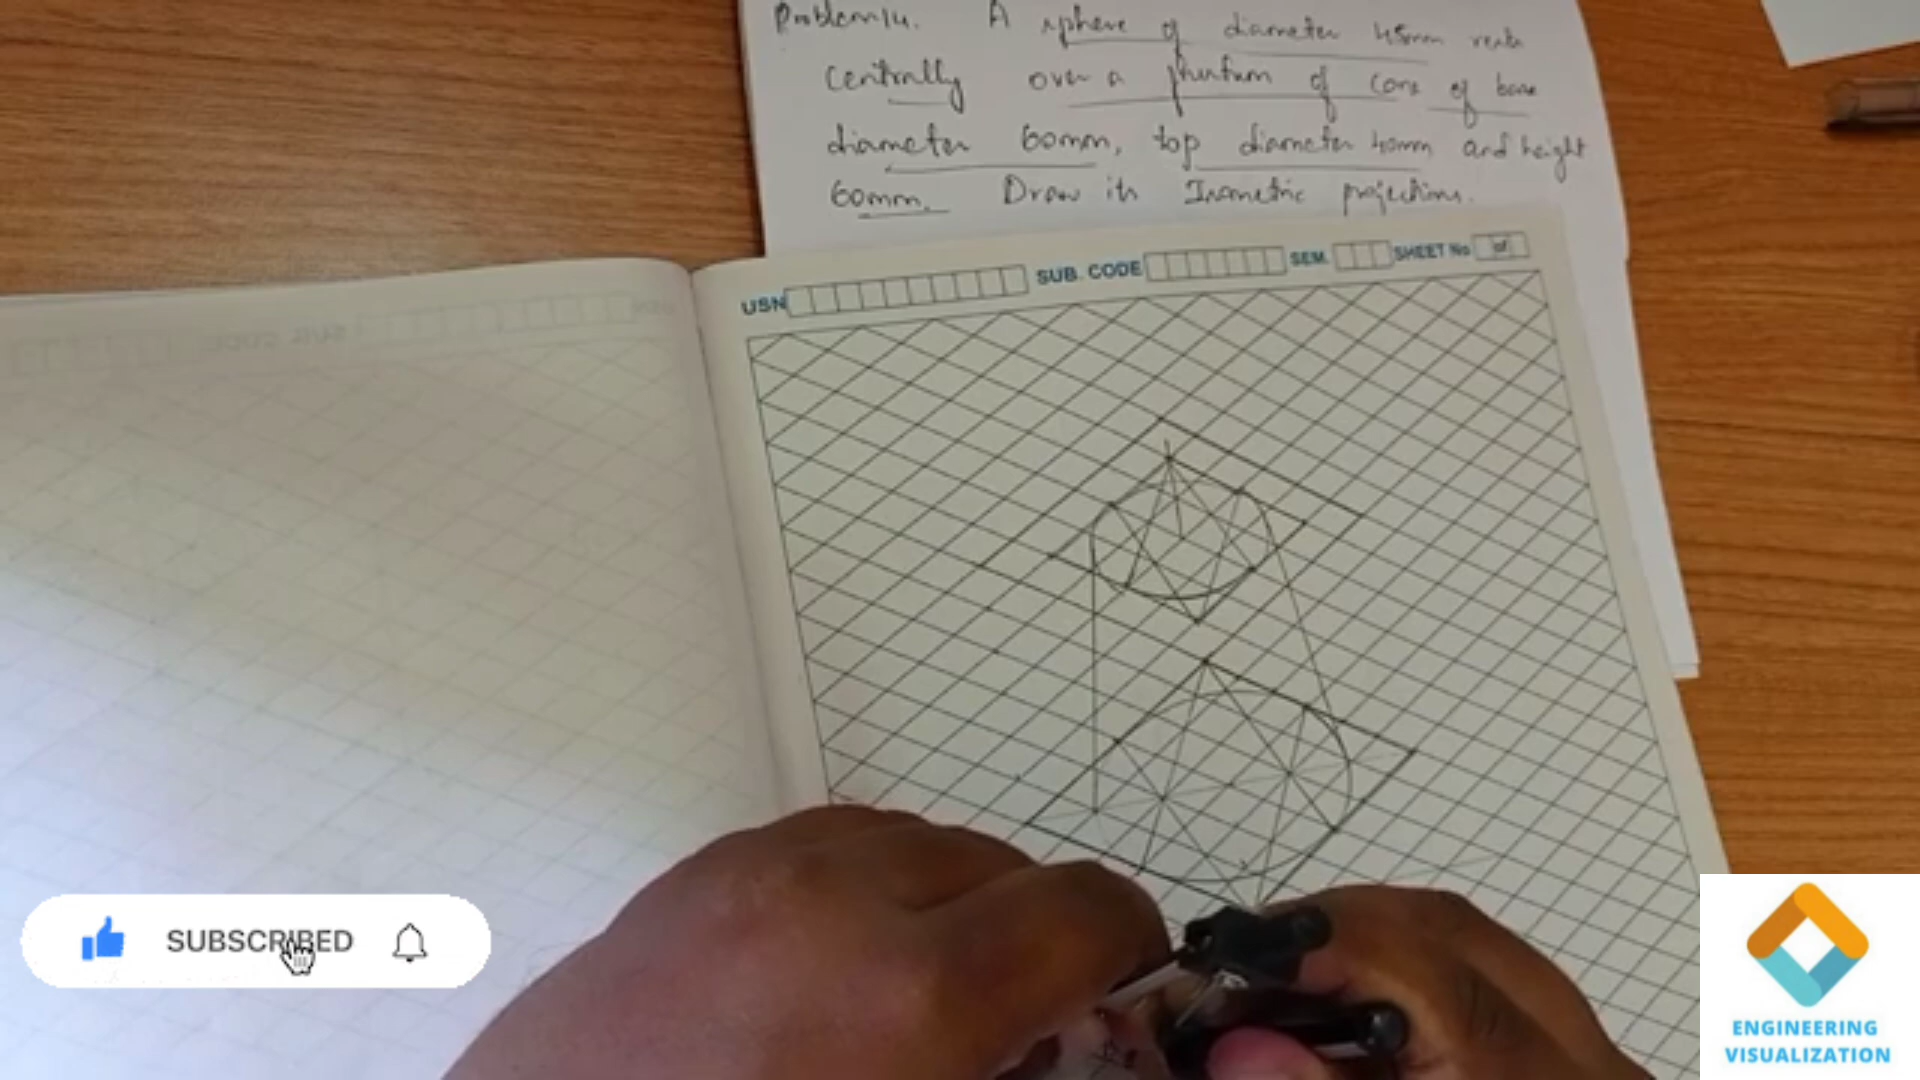 Problem 14. A sphere of diameter 45mm rests
centrally over a frustum of cone of base
diameter 60mm, top diameter 40mm and height
60mm. Draw its Isometric projections.
USN SUB. CODE SEM. SHEET No of
SUBSCRIBED
ENGINEERING
VISUALIZATION